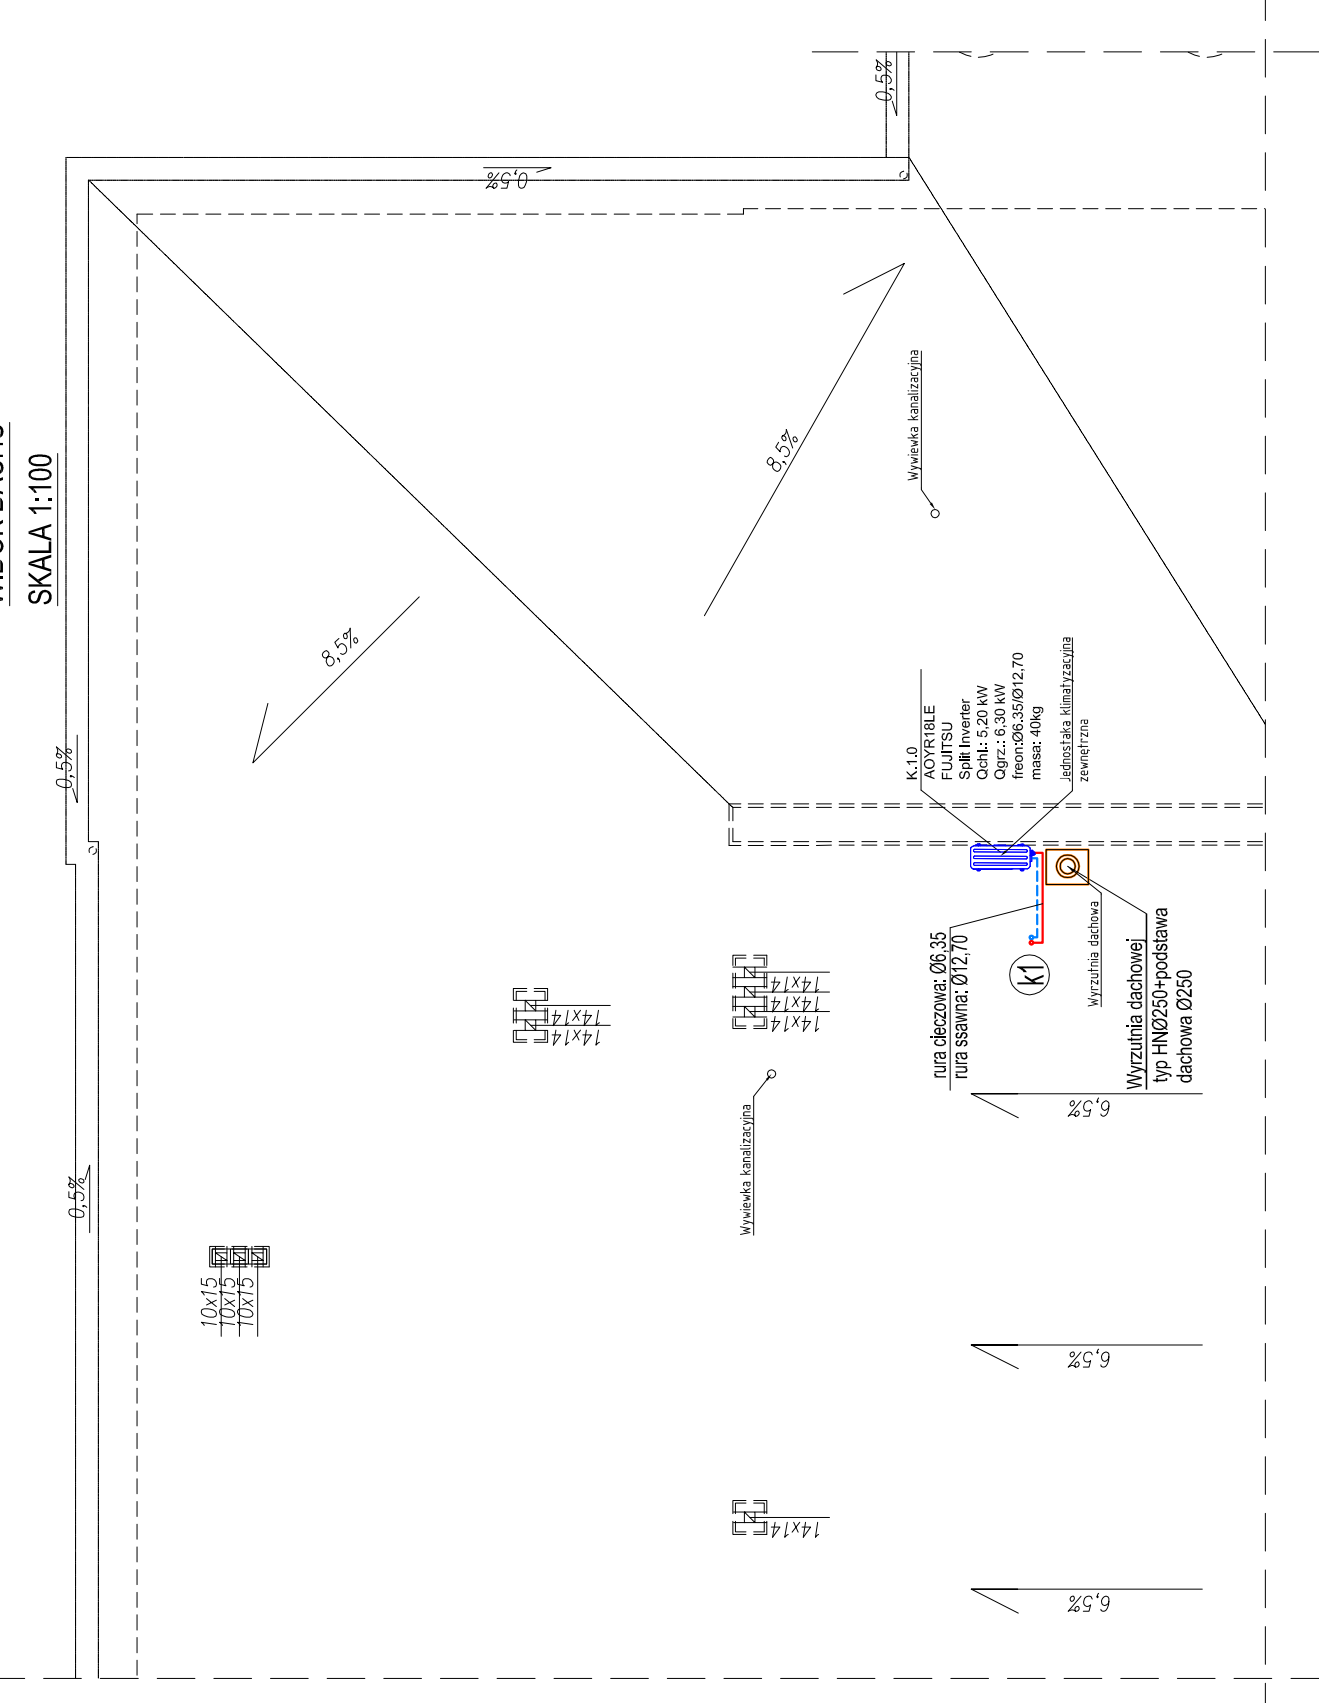 SKALA 1:100
0,5%
0,5%
0,5%
0,5%
8,5%
8,5%
Wywiewka kanalizacyjna
K.1.0
AOYR18LE
FUJITSU
Split Inverter
Qchl.: 5,20 kW
Qgrz.: 6,30 kW
freon:Ø6.35/Ø12,70
masa: 40kg
Jednostaka klimatyzacyjna
zewnętrzna
rura cieczowa: Ø6,35
rura ssawna: Ø12,70
k1
Wyrzutnia dachowa
Wyrzutnia dachowej
typ HNØ250+podstawa
dachowa Ø250
14x14
14x14
14x14
14x14
14x14
Wywiewka kanalizacyjna
10x15
10x15
10x15
14x14
6,5%
6,5%
6,5%